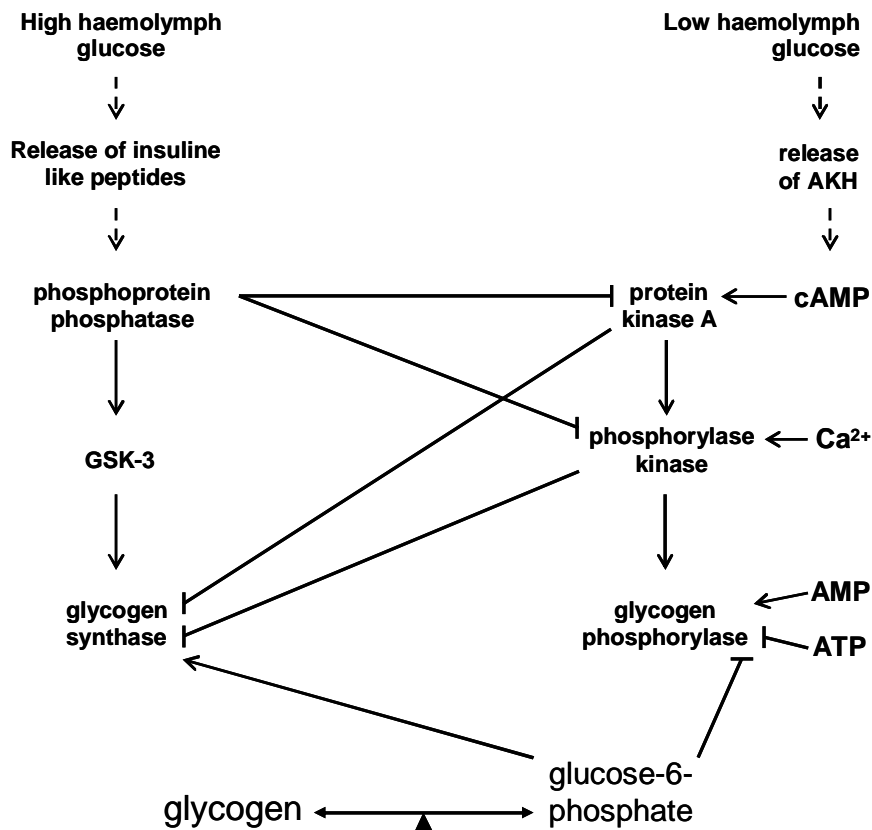 High haemolymph
glucose
Low haemolymph
glucose
Release of insuline
like peptides
release
of AKH
phosphoprotein
phosphatase
protein
kinase A
cAMP
GSK-3
phosphorylase
kinase
Ca²⁺
glycogen
synthase
glycogen
phosphorylase
AMP
ATP
glucose-6-
phosphate
glycogen